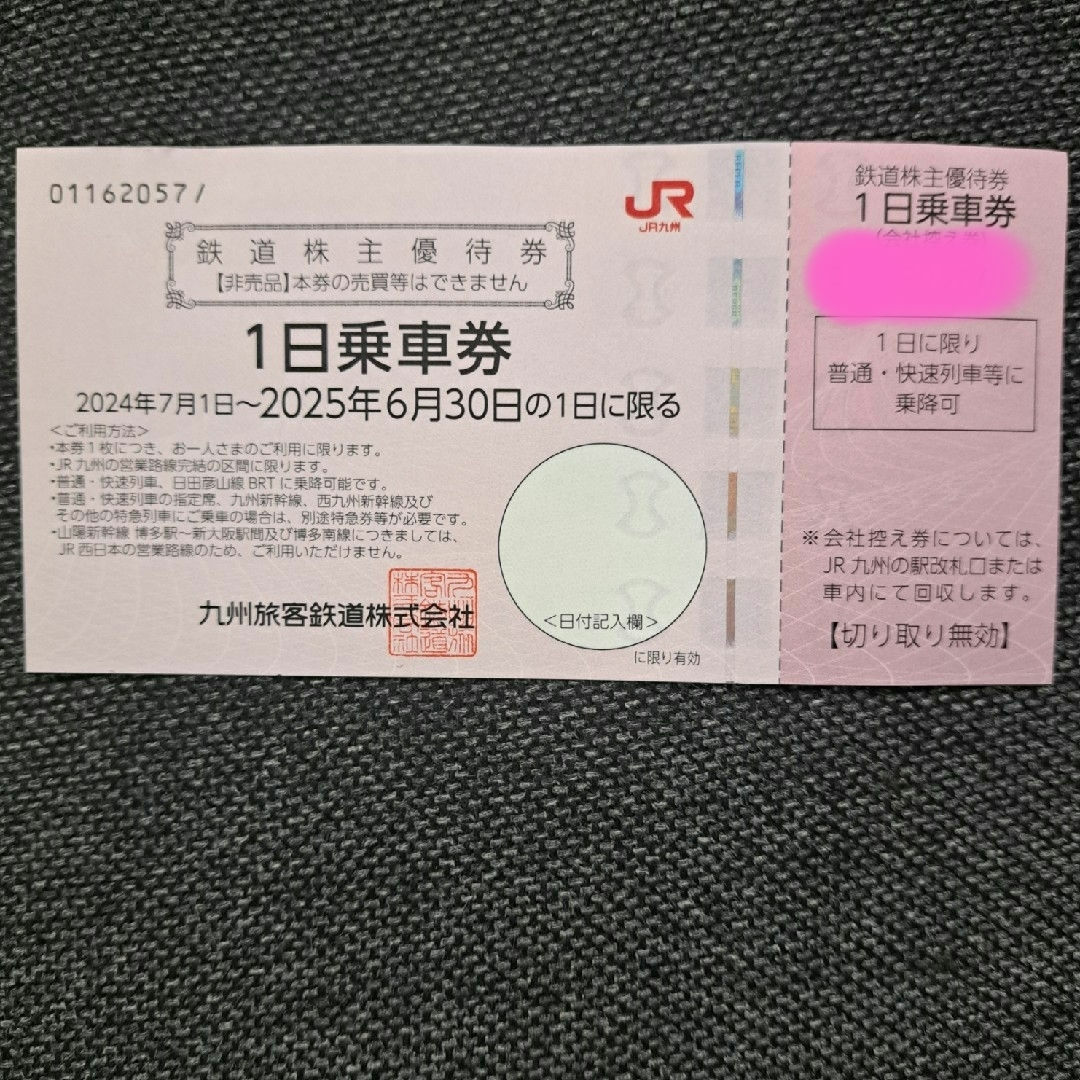 01162057/
JR
JR九州
鉄道株主優待券
【非売品】本券の売買等はできません
1日乗車券
2024年7月1日～2025年6月30日の1日に限る
＜ご利用方法＞
・本券1枚につき、お一人さまのご利用に限ります。
・JR九州の営業路線完結の区間に限ります。
・普通・快速列車、日田彦山線BRTに乗降可能です。
・普通・快速列車の指定席、九州新幹線、西九州新幹線及び
その他の特急列車にご乗車の場合は、別途特急券等が必要です。
・山陽新幹線 博多駅～新大阪駅間及び博多南線につきましては、
JR西日本の営業路線のため、ご利用いただけません。
九州旅客鉄道株式会社
＜日付記入欄＞
に限り有効
鉄道株主優待券
1日乗車券
(会社控え券)
1日に限り
普通・快速列車等に
乗降可
※会社控え券については、
JR九州の駅改札口または
車内にて回収します。
【切り取り無効】